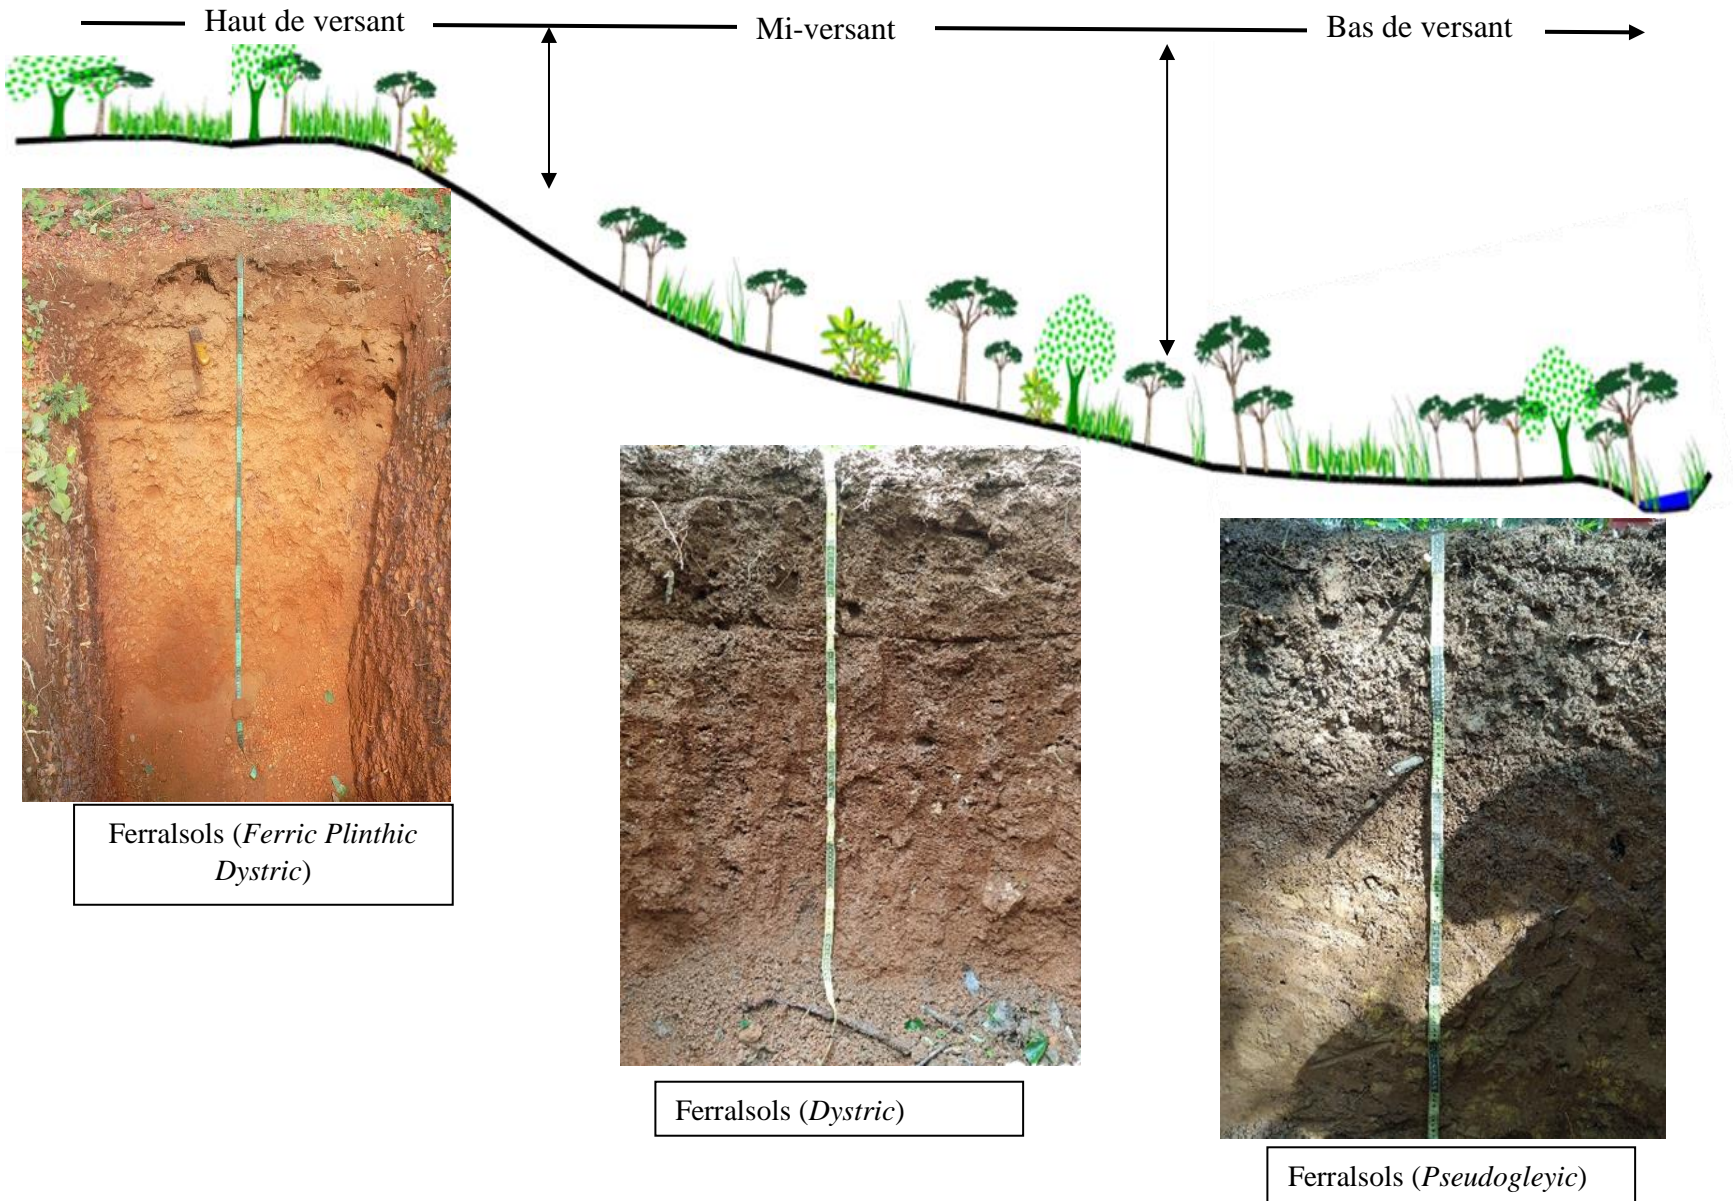 Haut de versant
Mi-versant
Bas de versant
Ferralsols (Ferric Plinthic
Dystric)
Ferralsols (Dystric)
Ferralsols (Pseudogleyic)